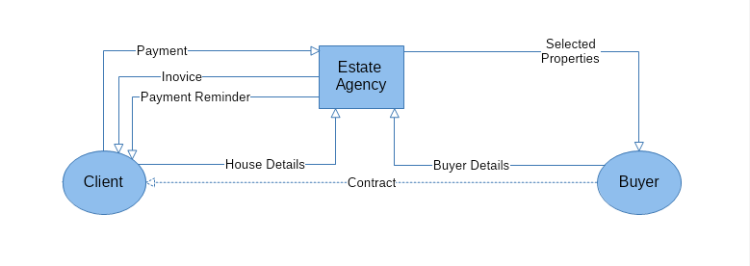 Payment
Selected
Properties
Estate
Agency
Inovice
Payment Reminder
House Details
Buyer Details
Client
Contract
Buyer